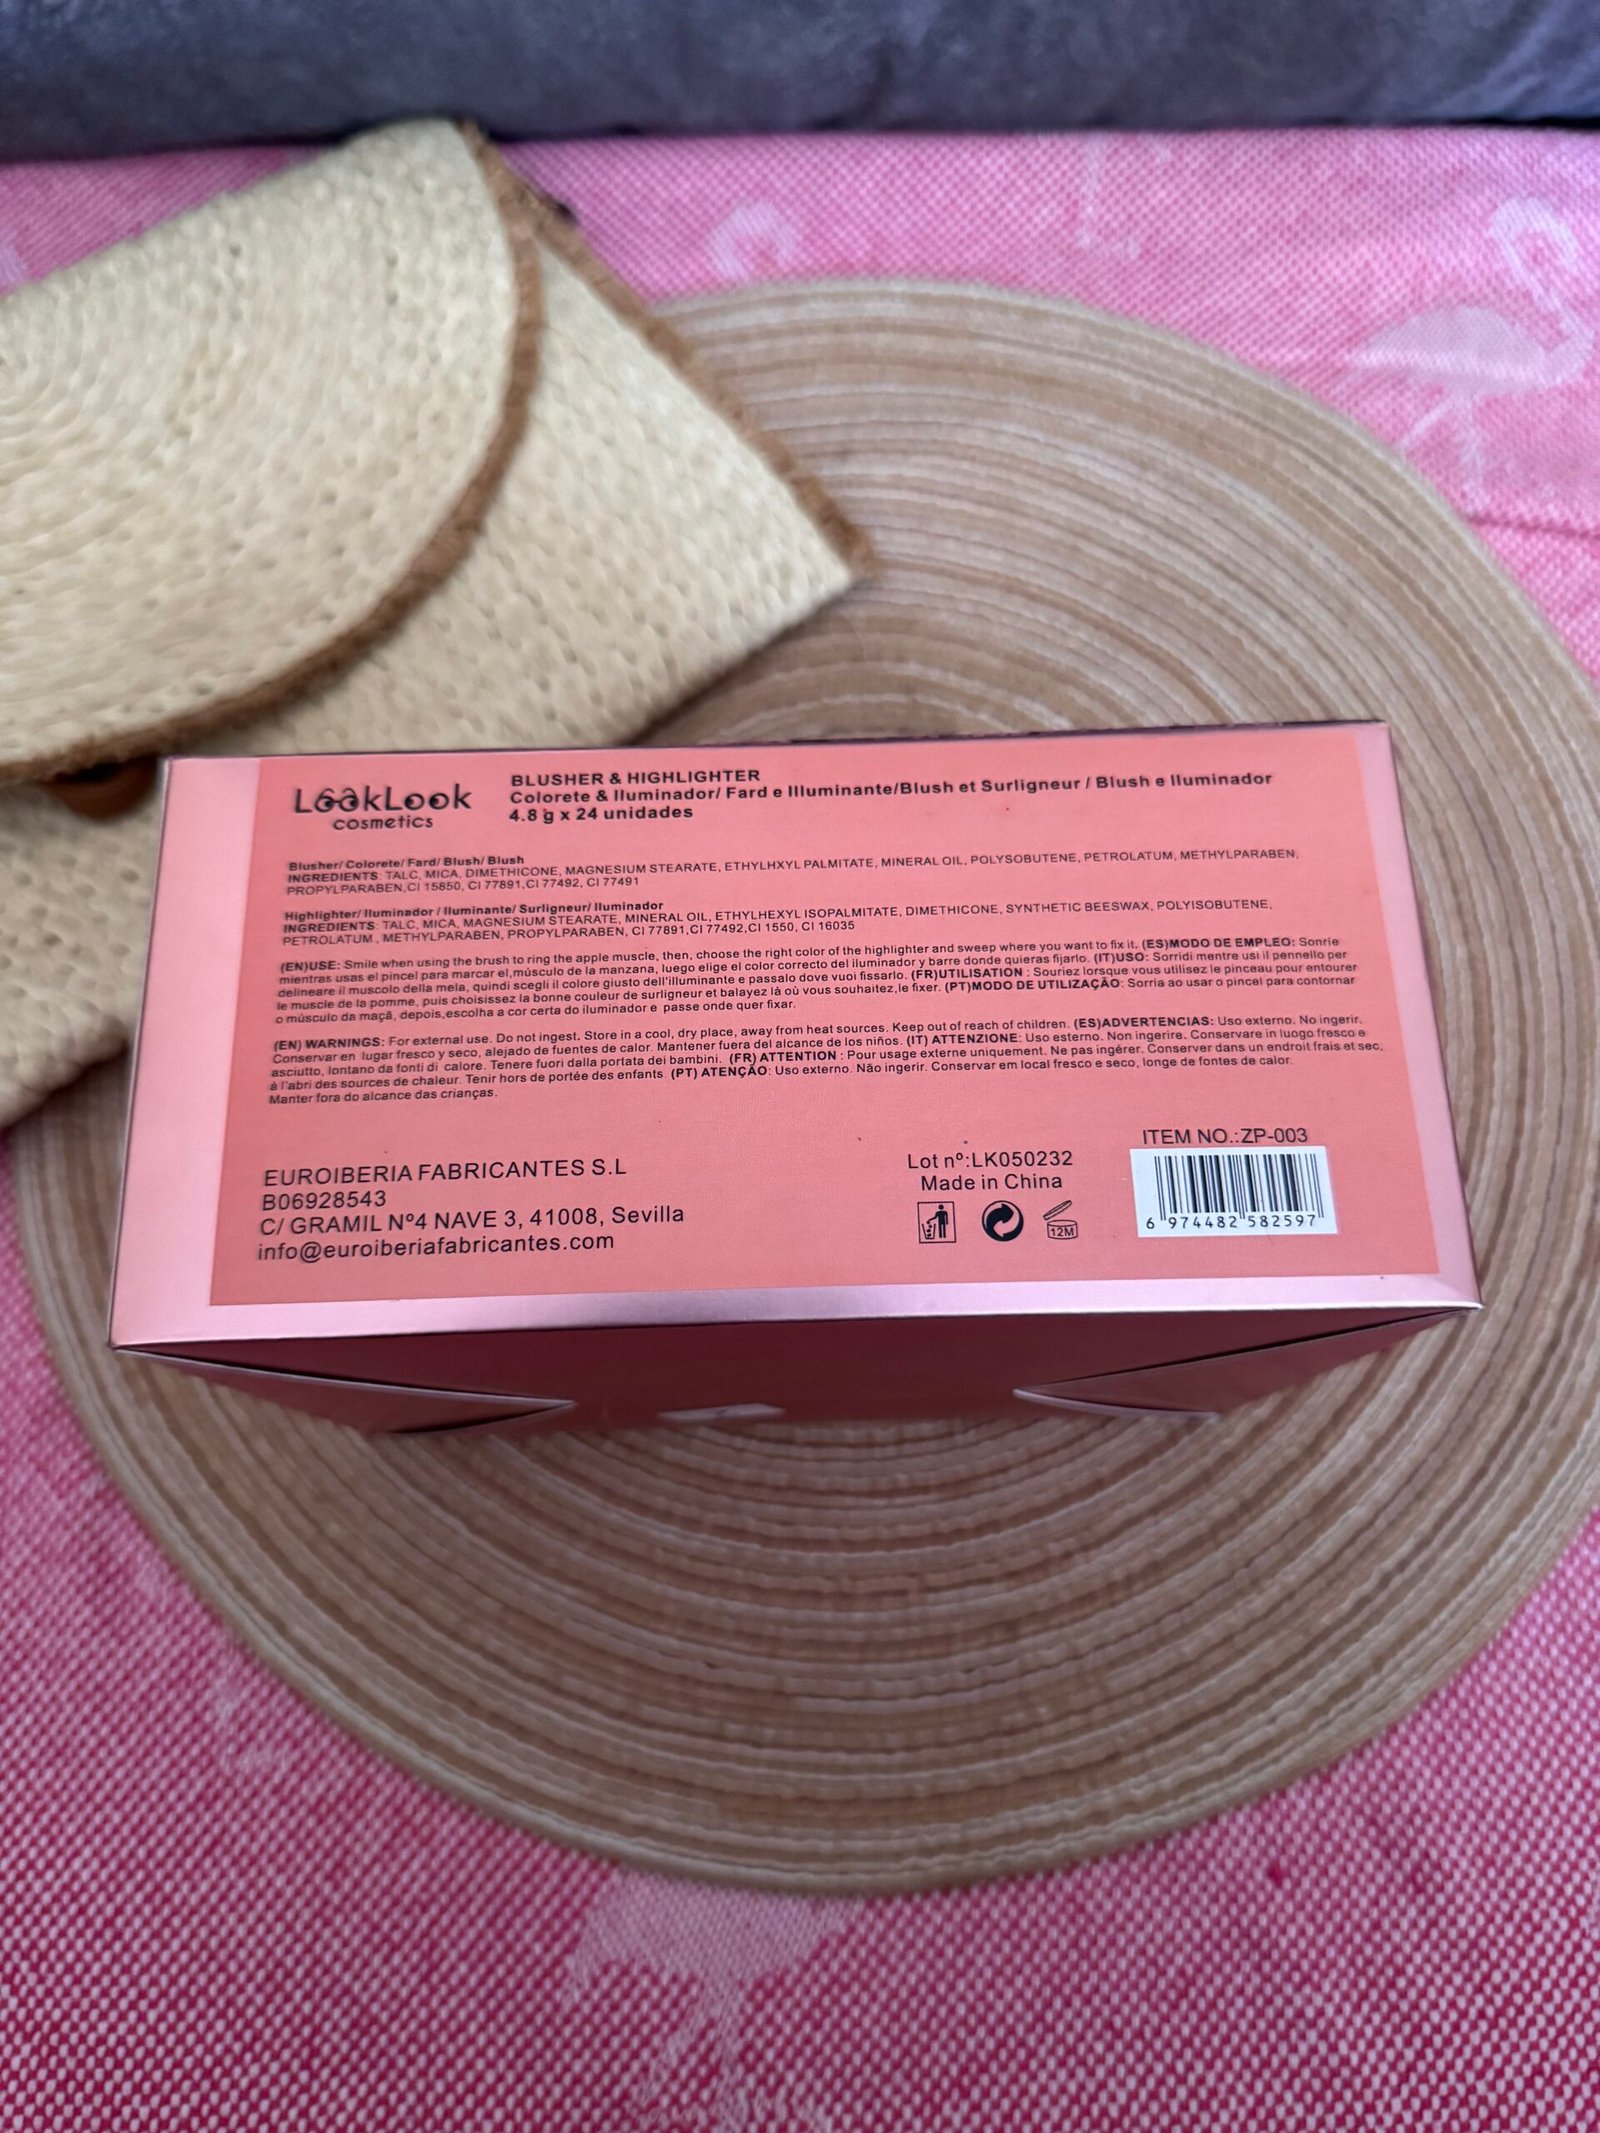 LookLook
cosmetics
BLUSHER & HIGHLIGHTER
Colorete & Iluminador/ Fard e Illuminante/Blush et Surligneur / Blush e Iluminador
4.8 g x 24 unidades
Blusher/ Colorete/ Fard/ Blush/ Blush
INGREDIENTS: TALC, MICA, DIMETHICONE, MAGNESIUM STEARATE, ETHYLHXYL PALMITATE, MINERAL OIL, POLYSOBUTENE, PETROLATUM, METHYLPARABEN,
PROPYLPARABEN,CI 15850, CI 77891,CI 77492, CI 77491
Highlighter/ Iluminador / Iluminante/ Surligneur/ Iluminador
INGREDIENTS: TALC, MICA, MAGNESIUM STEARATE, MINERAL OIL, ETHYLHEXYL ISOPALMITATE, DIMETHICONE, SYNTHETIC BEESWAX, POLYISOBUTENE,
PETROLATUM., METHYLPARABEN, PROPYLPARABEN, CI 77891,CI 77492,CI 1550, CI 16035
(EN)USE: Smile when using the brush to ring the apple muscle, then, choose the right color of the highlighter and sweep where you want to fix it. (ES)MODO DE EMPLEO: Sonríe
mientras usas el pincel para marcar el,músculo de la manzana, luego elige el color correcto del iluminador y barre donde quieras fijarlo. (IT)USO: Sorridi mentre usi il pennello per
delineare il muscolo della mela, quindi scegli il colore giusto dell'illuminante e passalo dove vuoi fissarlo. (FR)UTILISATION : Souriez lorsque vous utilisez le pinceau pour entourer
le muscle de la pomme, puis choisissez la bonne couleur de surligneur et balayez là où vous souhaitez,le fixer. (PT)MODO DE UTILIZAÇÃO: Sorria ao usar o pincel para contornar
o músculo da maçã, depois,escolha a cor certa do iluminador e passe onde quer fixar.
(EN) WARNINGS: For external use. Do not ingest. Store in a cool, dry place, away from heat sources. Keep out of reach of children. (ES)ADVERTENCIAS: Uso externo. No ingerir.
Conservar en lugar fresco y seco, alejado de fuentes de calor. Mantener fuera del alcance de los niños. (IT) ATTENZIONE: Uso esterno. Non ingerire. Conservare in luogo fresco e
asciutto, lontano da fonti di calore. Tenere fuori dalla portata dei bambini. (FR) ATTENTION : Pour usage externe uniquement. Ne pas ingérer. Conserver dans un endroit frais et sec,
à l'abri des sources de chaleur. Tenir hors de portée des enfants. (PT) ATENÇÃO: Uso externo. Não ingerir. Conservar em local fresco e seco, longe de fontes de calor.
Manter fora do alcance das crianças.
EUROIBERIA FABRICANTES S.L
B06928543
C/ GRAMIL Nº4 NAVE 3, 41008, Sevilla
info@euroiberiafabricantes.com
Lot nº:LK050232
Made in China
12M
ITEM NO.:ZP-003
6 974482 582597